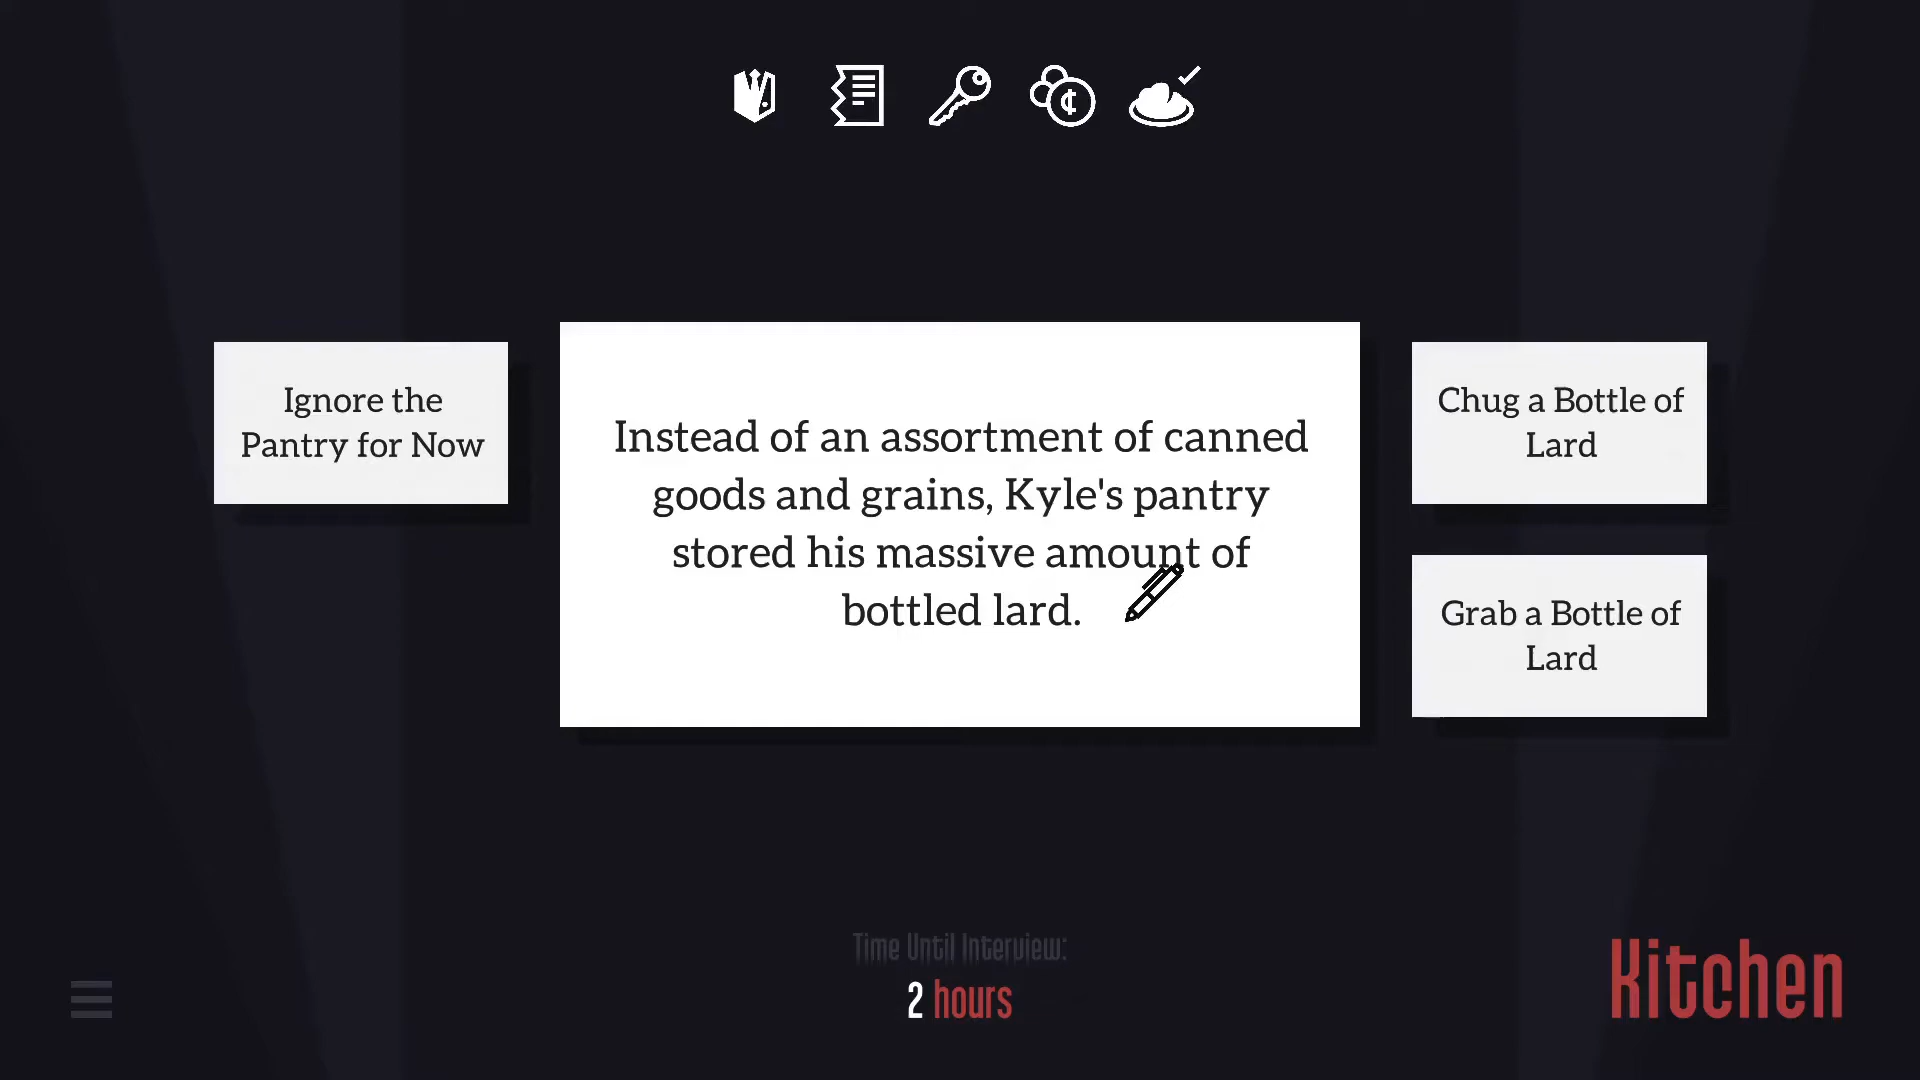 Ignore the
Pantry for Now
Instead of an assortment of canned
goods and grains, Kyle's pantry
stored his massive amount of
bottled lard.
Chug a Bottle of
Lard
Grab a Bottle of
Lard
Time Until Interview:
2 hours
Kitchen